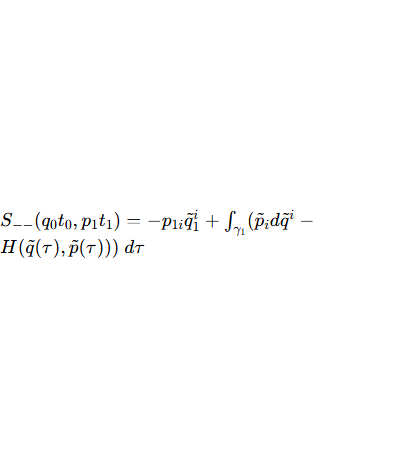 S_{--}(q_0t_0, p_1t_1) = -p_{1i}\tilde{q}_1^i + \int_{\gamma_1}(\tilde{p}_i d\tilde{q}^i -
H(\tilde{q}(\tau), \tilde{p}(\tau))) \; d\tau